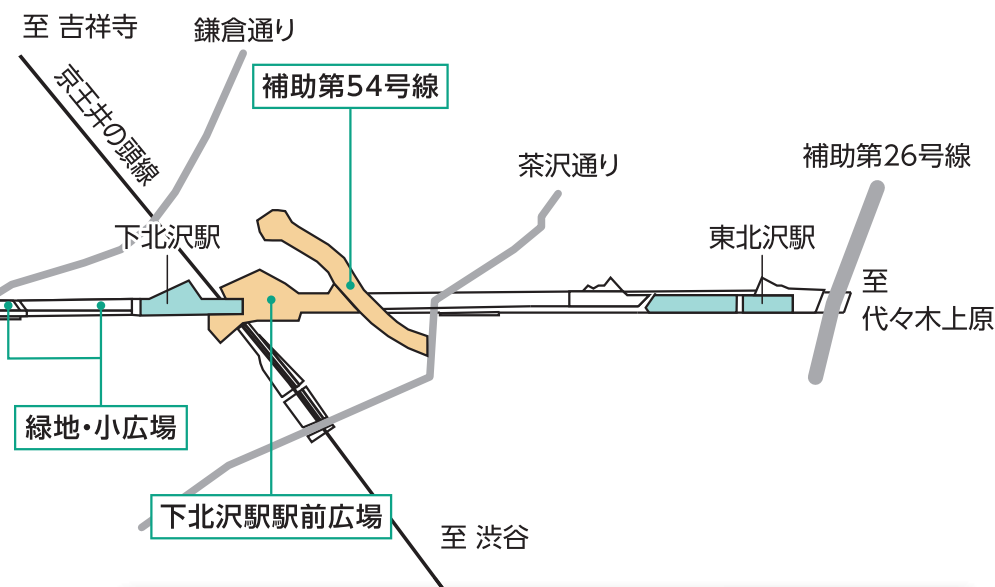 至 吉祥寺
鎌倉通り
京王井の頭線
補助第54号線
茶沢通り
補助第26号線
下北沢駅
東北沢駅
至
代々木上原
緑地・小広場
下北沢駅駅前広場
至 渋谷